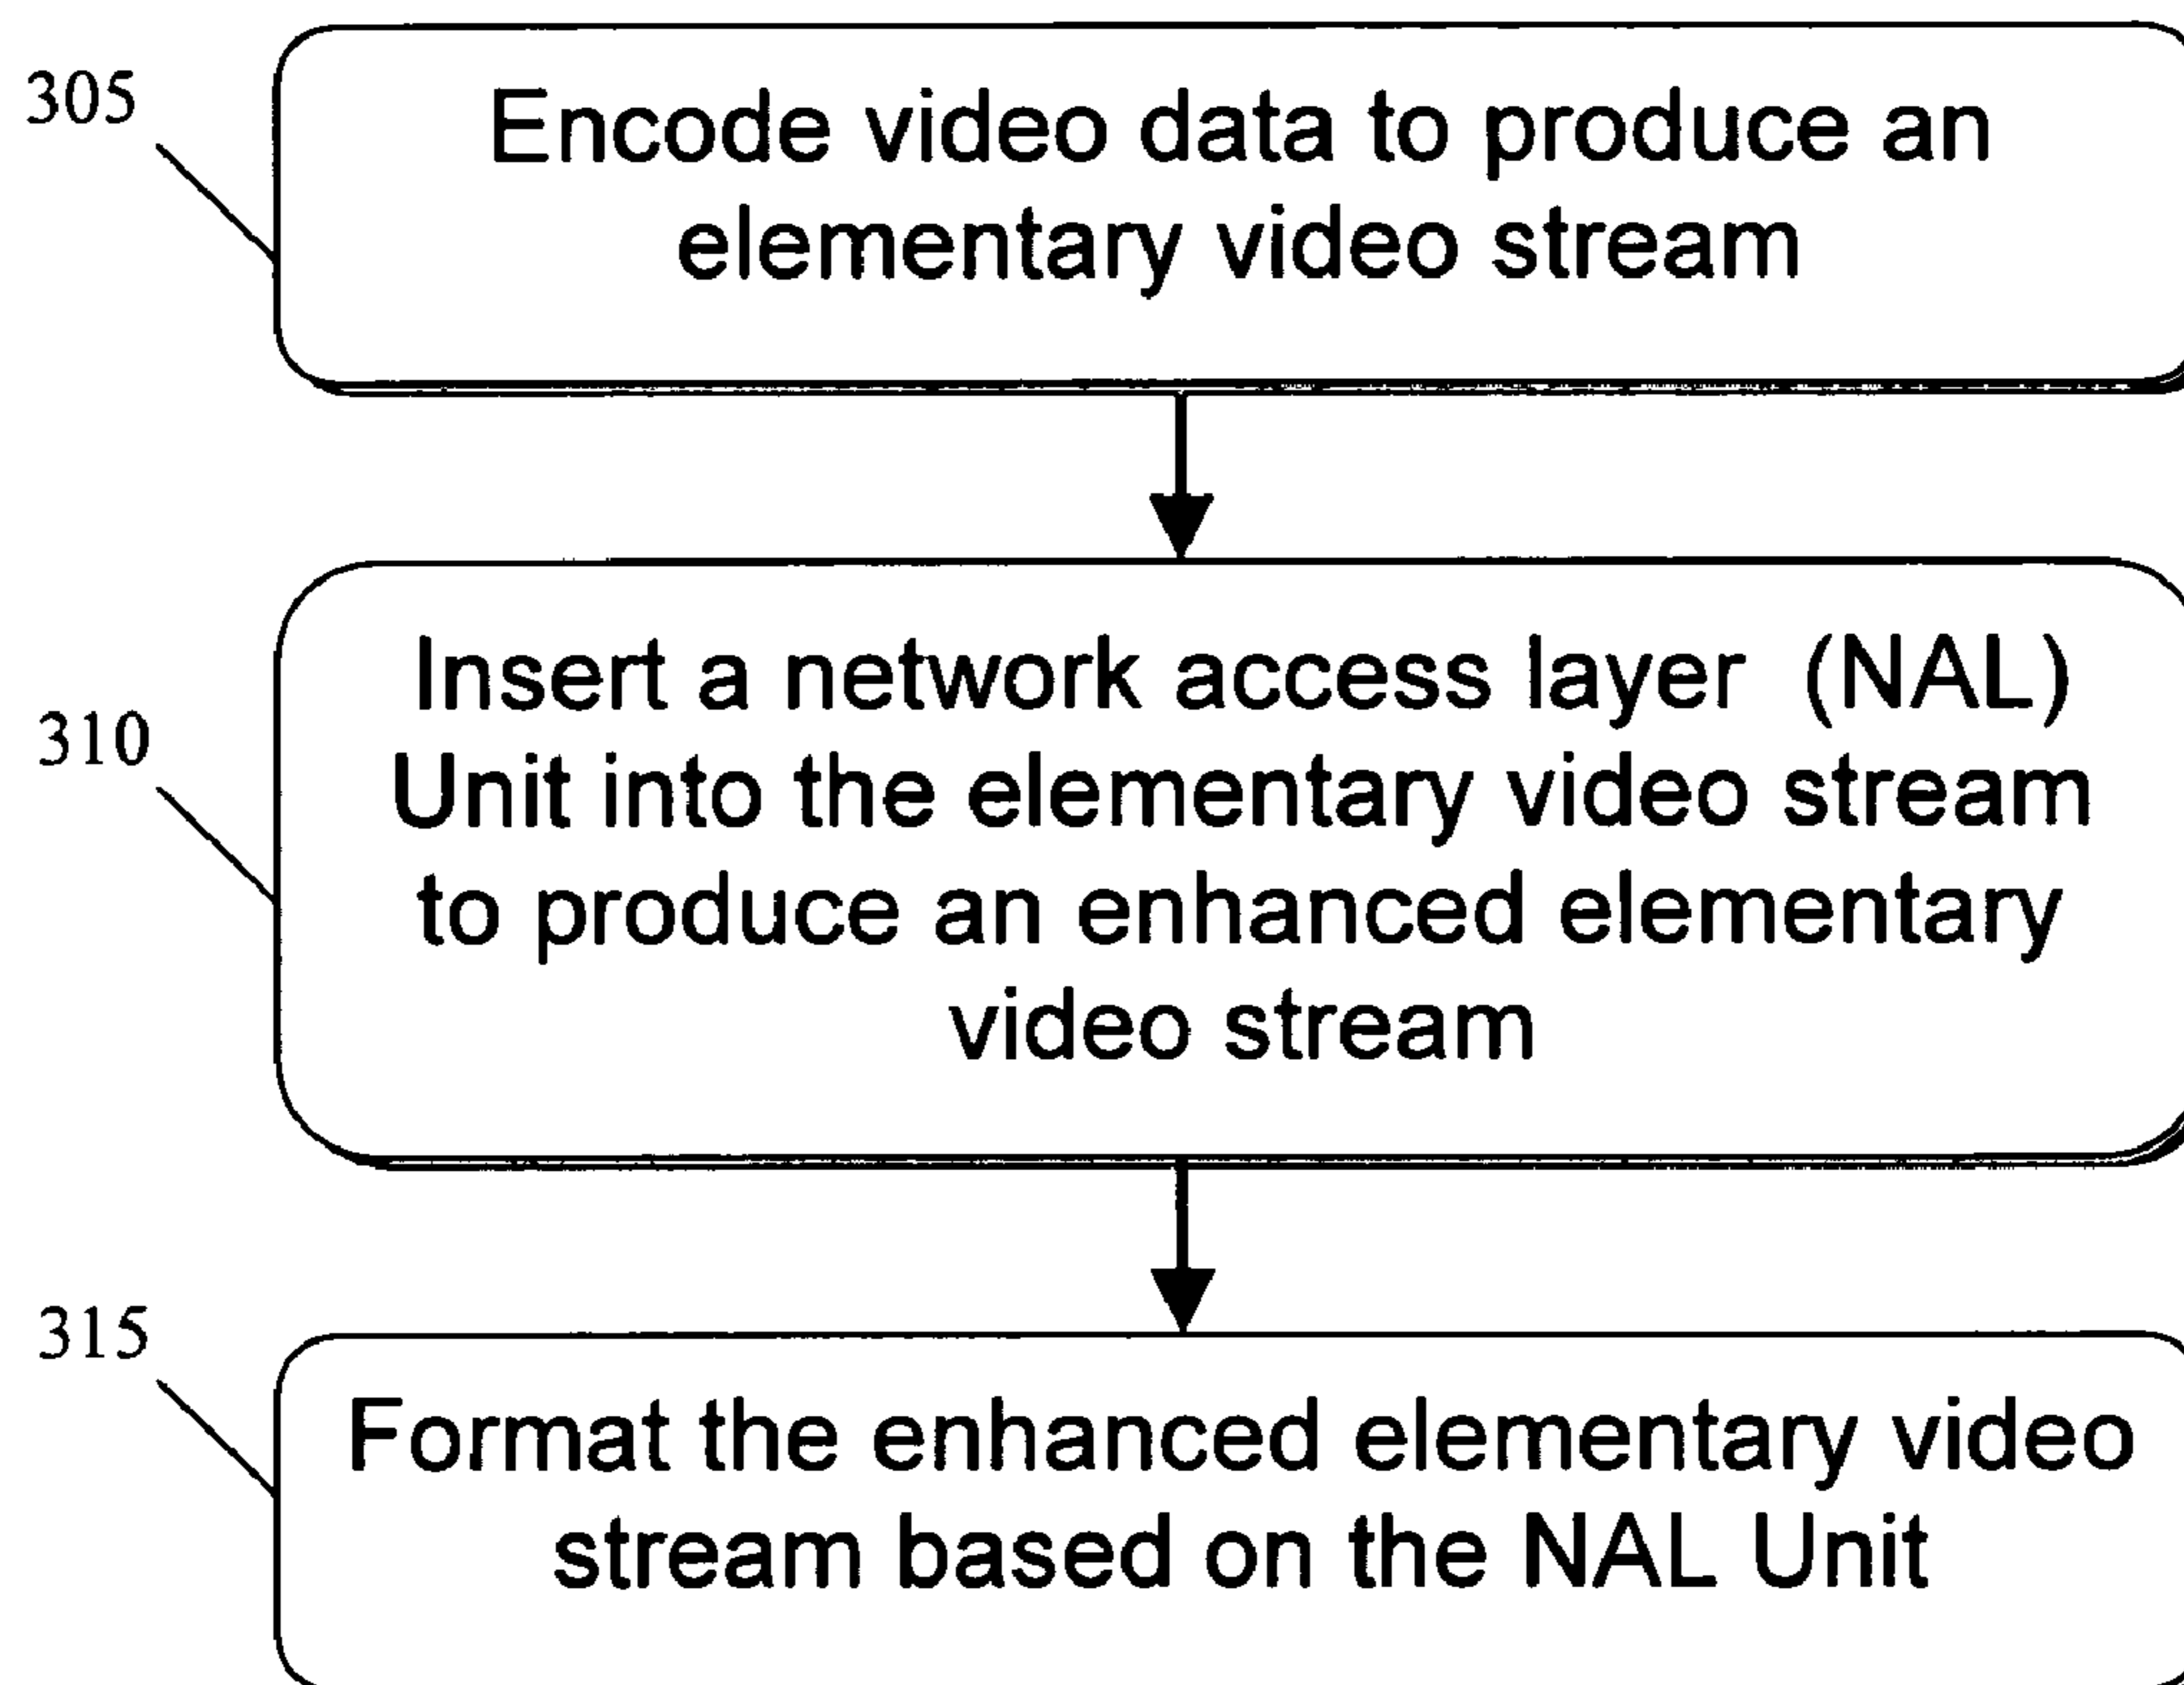 305
Encode video data to produce an
elementary video stream
310
Insert a network access layer (NAL)
Unit into the elementary video stream
to produce an enhanced elementary
video stream
315
Format the enhanced elementary video
stream based on the NAL Unit